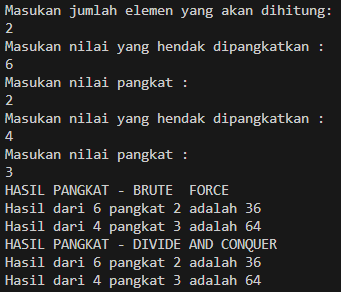 Masukan jumlah elemen yang akan dihitung:
2
Masukan nilai yang hendak dipangkatkan :
6
Masukan nilai pangkat :
2
Masukan nilai yang hendak dipangkatkan :
4
Masukan nilai pangkat :
3
HASIL PANGKAT - BRUTE  FORCE
Hasil dari 6 pangkat 2 adalah 36
Hasil dari 4 pangkat 3 adalah 64
HASIL PANGKAT - DIVIDE AND CONQUER
Hasil dari 6 pangkat 2 adalah 36
Hasil dari 4 pangkat 3 adalah 64